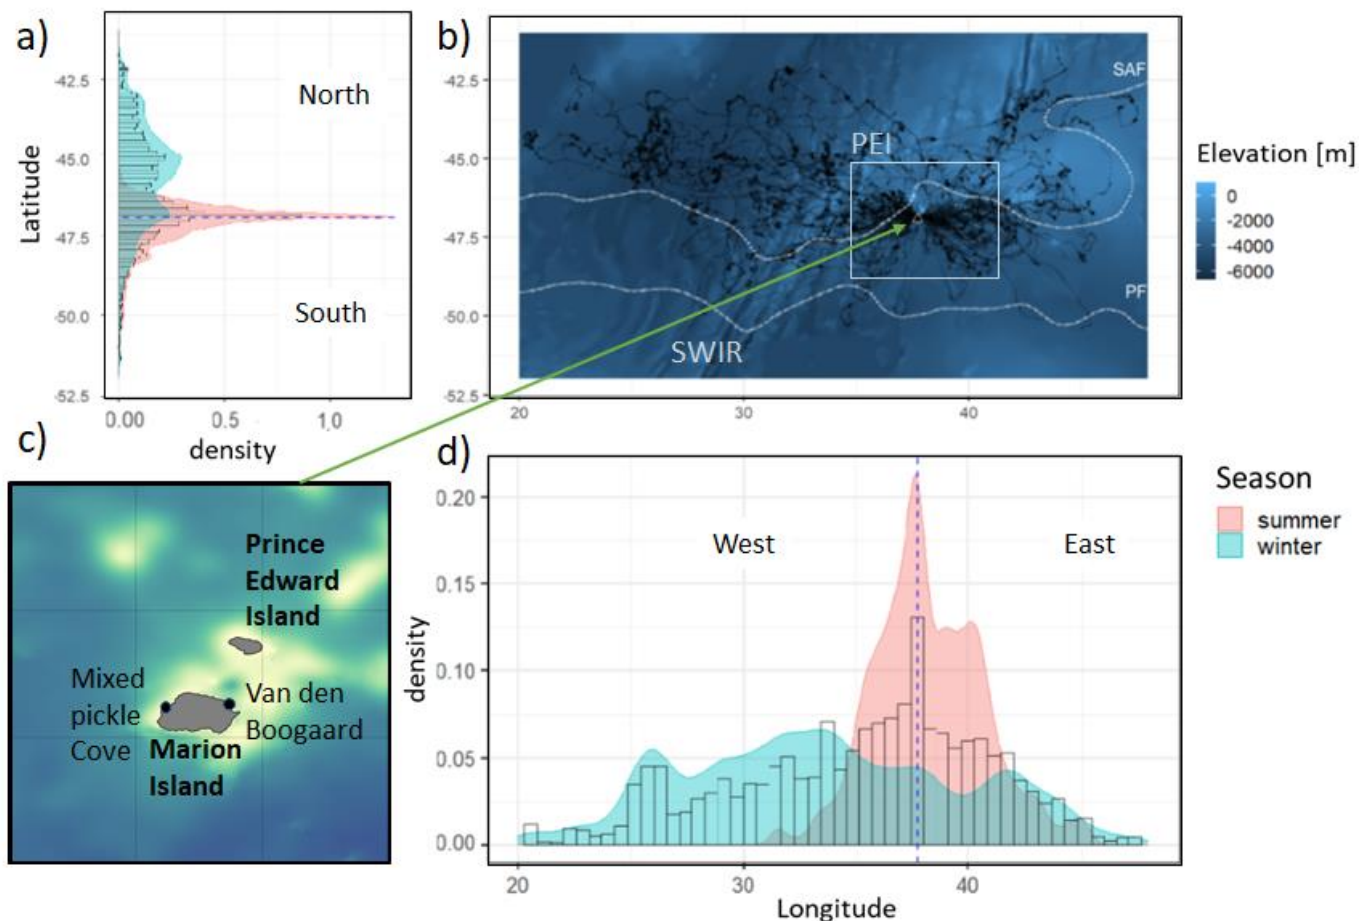 a)
North
South
Latitude
-42.5
-45.0
-47.5
-50.0
-52.5
0.00
0.5
1.0
density
b)
SAF
PEI
PF
SWIR
20
30
40
Elevation [m]
0
-2000
-4000
-6000
c)
Prince
Edward
Island
Mixed
pickle
Cove
Van den
Boogaard
Marion
Island
d)
West
East
density
0.20
0.15
0.10
0.05
0.00
20
30
40
Longitude
Season
summer
winter
-42.5
-45.0
-47.5
-50.0
-52.5